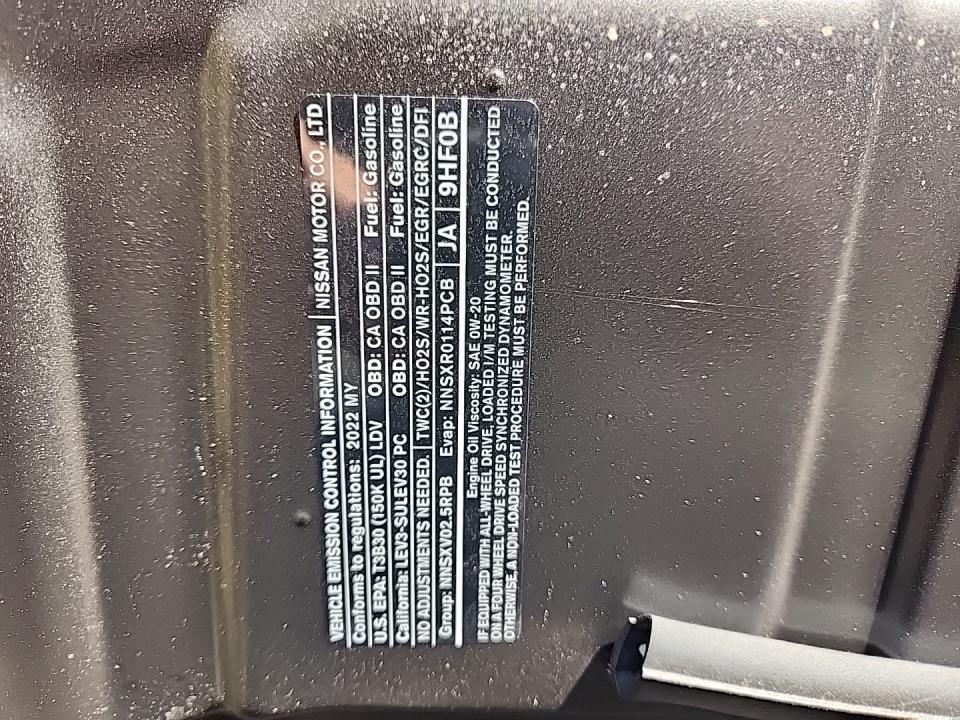 VEHICLE EMISSION CONTROL INFORMATION NISSAN MOTOR CO., LTD
Conforms to regulations: 2022 MY
U.S. EPA: T3B30 (150K UL) LDV OBD: CA OBD II Fuel: Gasoline
California: LEV3-SULEV30 PC OBD: CA OBD II Fuel: Gasoline
NO ADJUSTMENTS NEEDED. TWC(2)/HO2S/WR-HO2S/EGR/EGRC/DFI
Group: NNSXV02.5RPB Evap: NNSXR0114PCB JA 9HF0B
Engine Oil Viscosity: SAE 0W-20
IF EQUIPPED WITH ALL-WHEEL DRIVE, LOADED I/M TESTING MUST BE CONDUCTED
ON A FOUR WHEEL DRIVE SPEED SYNCHRONIZED DYNAMOMETER.
OTHERWISE, A NON-LOADED TEST PROCEDURE MUST BE PERFORMED.